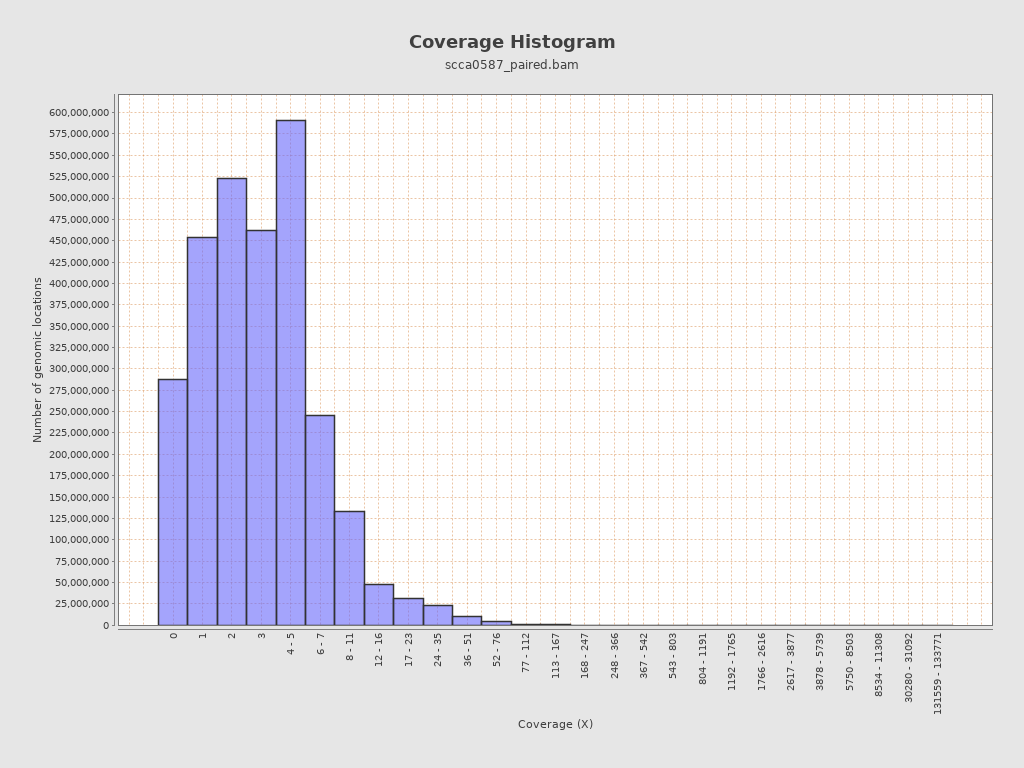 Coverage Histogram
scca0587_paired.bam
Number of genomic locations
600,000,000
575,000,000
550,000,000
525,000,000
500,000,000
475,000,000
450,000,000
425,000,000
400,000,000
375,000,000
350,000,000
325,000,000
300,000,000
275,000,000
250,000,000
225,000,000
200,000,000
175,000,000
150,000,000
125,000,000
100,000,000
75,000,000
50,000,000
25,000,000
0
0
1
2
3
4 - 5
6 - 7
8 - 11
12 - 16
17 - 23
24 - 35
36 - 51
52 - 76
77 - 112
113 - 167
168 - 247
248 - 366
367 - 542
543 - 803
804 - 1191
1192 - 1765
1766 - 2616
2617 - 3877
3878 - 5739
5750 - 8503
8534 - 11308
30280 - 31092
131559 - 133771
Coverage (X)